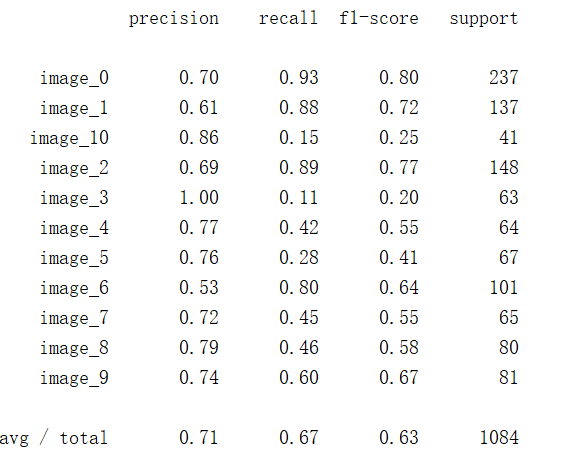 precision recall f1-score support
image_0 0.70 0.93 0.80 237
image_1 0.61 0.88 0.72 137
image_10 0.86 0.15 0.25 41
image_2 0.69 0.89 0.77 148
image_3 1.00 0.11 0.20 63
image_4 0.77 0.42 0.55 64
image_5 0.76 0.28 0.41 67
image_6 0.53 0.80 0.64 101
image_7 0.72 0.45 0.55 65
image_8 0.79 0.46 0.58 80
image_9 0.74 0.60 0.67 81
avg / total 0.71 0.67 0.63 1084